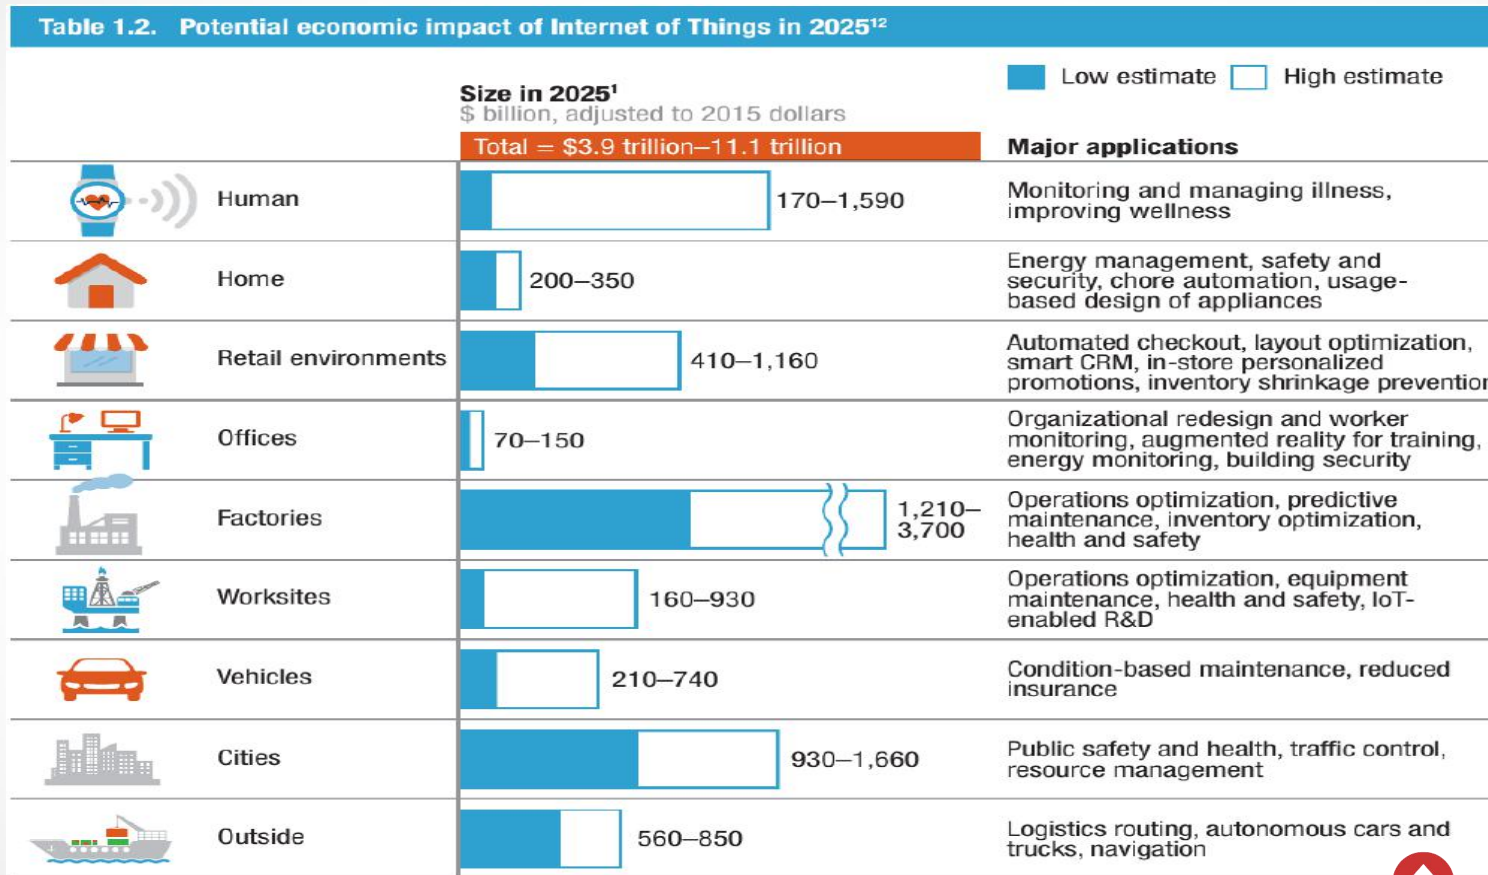 Table 1.2. Potential economic impact of Internet of Things in 2025¹²
Low estimate
High estimate
Size in 2025¹
$ billion, adjusted to 2015 dollars
Total = $3.9 trillion–11.1 trillion
Major applications
Human
170–1,590
Monitoring and managing illness,
improving wellness
Home
200–350
Energy management, safety and
security, chore automation, usage-
based design of appliances
Retail environments
410–1,160
Automated checkout, layout optimization,
smart CRM, in-store personalized
promotions, inventory shrinkage prevention
Offices
70–150
Organizational redesign and worker
monitoring, augmented reality for training,
energy monitoring, building security
Factories
1,210–
3,700
Operations optimization, predictive
maintenance, inventory optimization,
health and safety
Worksites
160–930
Operations optimization, equipment
maintenance, health and safety, IoT-
enabled R&D
Vehicles
210–740
Condition-based maintenance, reduced
insurance
Cities
930–1,660
Public safety and health, traffic control,
resource management
Outside
560–850
Logistics routing, autonomous cars and
trucks, navigation